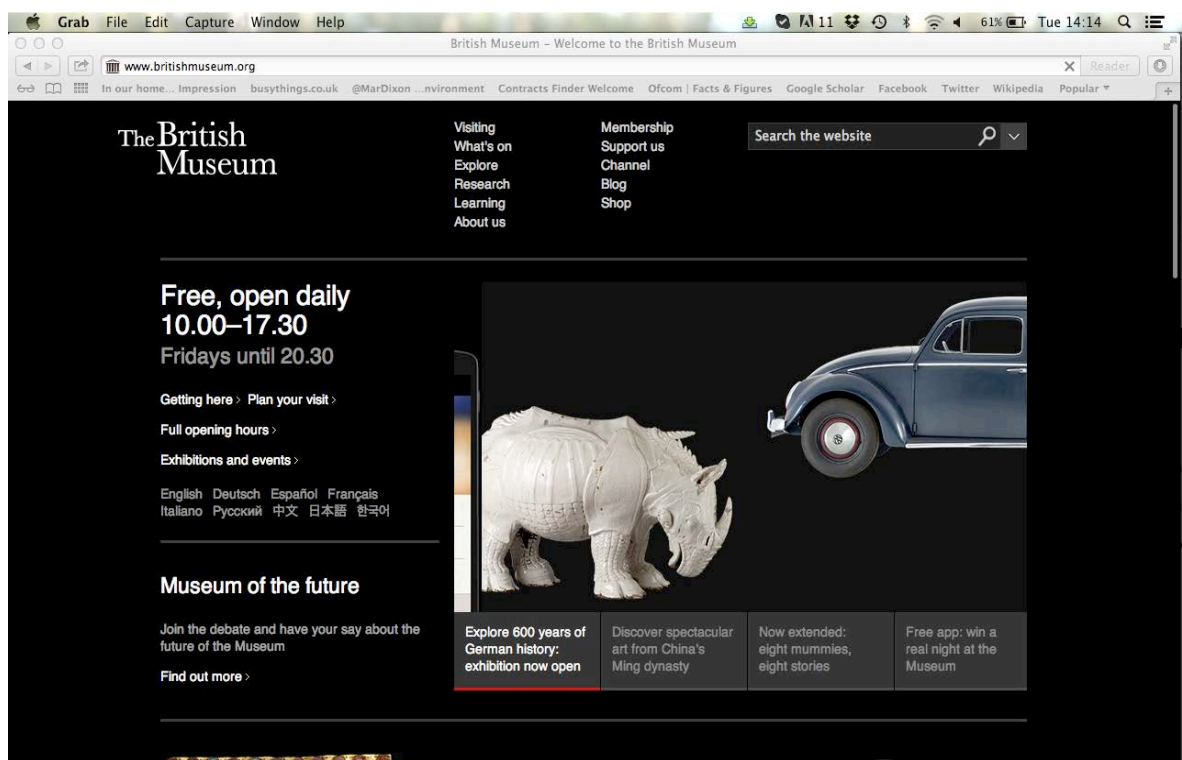 Grab File Edit Capture Window Help 11 61% Tue 14:14
British Museum – Welcome to the British Museum
www.britishmuseum.org Reader
In our home... Impression busythings.co.uk @MarDixon ...nvironment Contracts Finder Welcome Ofcom | Facts & Figures Google Scholar Facebook Twitter Wikipedia Popular
The British
Museum
Visiting
What's on
Explore
Research
Learning
About us
Membership
Support us
Channel
Blog
Shop
Search the website
Free, open daily
10.00–17.30
Fridays until 20.30
Getting here › Plan your visit ›
Full opening hours ›
Exhibitions and events ›
English Deutsch Español Français
Italiano Русский 中文 日本語 한국어
Museum of the future
Join the debate and have your say about the
future of the Museum
Find out more ›
Explore 600 years of
German history:
exhibition now open
Discover spectacular
art from China's
Ming dynasty
Now extended:
eight mummies,
eight stories
Free app: win a
real night at the
Museum